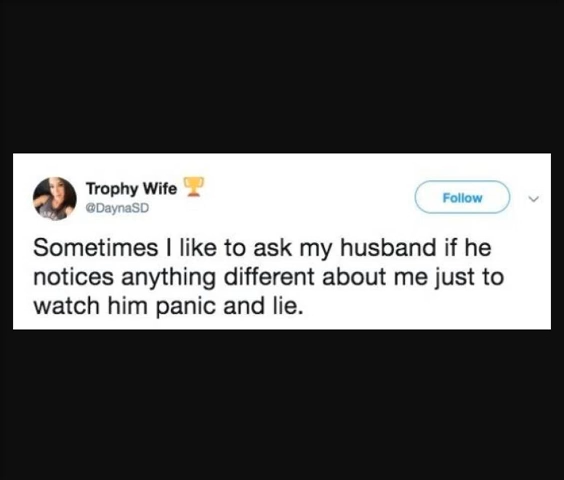 Trophy Wife 🏆
@DaynaSD
Follow
Sometimes I like to ask my husband if he
notices anything different about me just to
watch him panic and lie.